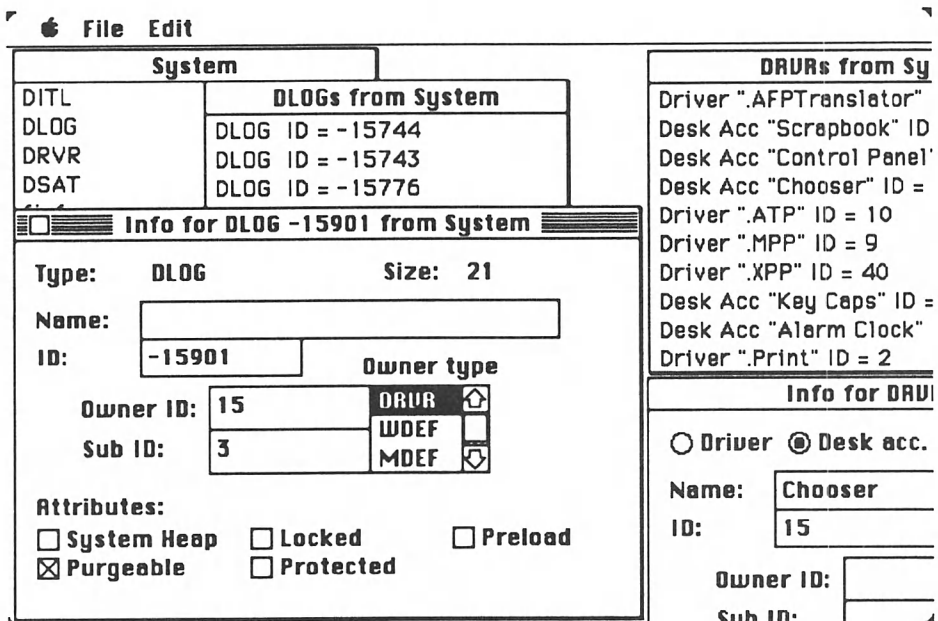 File Edit
System
DITL
DLOG
DRVR
DSAT
DLOGs from System
DLOG ID = -15744
DLOG ID = -15743
DLOG ID = -15776
DRVRs from Sy
Driver ".AFPTranslator"
Desk Acc "Scrapbook" ID
Desk Acc "Control Panel"
Desk Acc "Chooser" ID =
Driver ".ATP" ID = 10
Driver ".MPP" ID = 9
Driver ".XPP" ID = 40
Desk Acc "Key Caps" ID =
Desk Acc "Alarm Clock"
Driver ".Print" ID = 2
Info for DLOG -15901 from System
Type: DLOG Size: 21
Name:
ID: -15901
Owner type
Owner ID: 15
Sub ID: 3
DRVR
WDEF
MDEF
Attributes:
System Heap Locked Preload
Purgeable Protected
Info for DRV
Driver Desk acc.
Name: Chooser
ID: 15
Owner ID:
Sub ID: